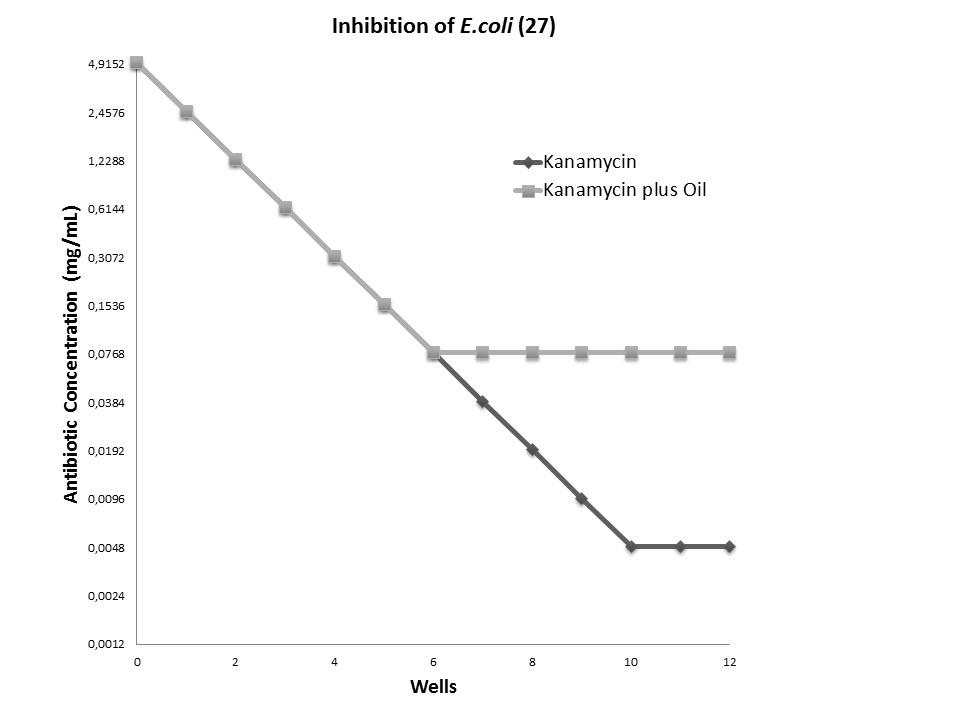 Inhibition of E.coli (27)
4,9152
2,4576
1,2288
0,6144
0,3072
0,1536
0,0768
0,0384
0,0192
0,0096
0,0048
0,0024
0,0012
Antibiotic Concentration (mg/mL)
Kanamycin
Kanamycin plus Oil
0 2 4 6 8 10 12
Wells